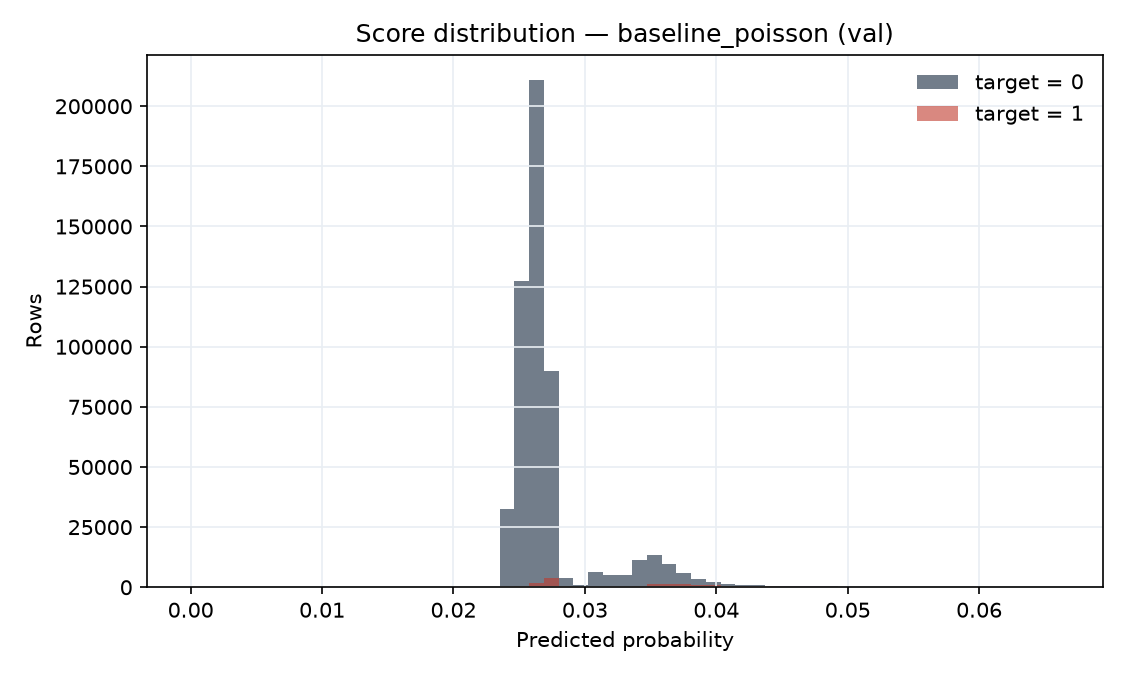 Score distribution — baseline_poisson (val)
target = 0
target = 1
Rows
200000
175000
150000
125000
100000
75000
50000
25000
0
0.00 0.01 0.02 0.03 0.04 0.05 0.06
Predicted probability